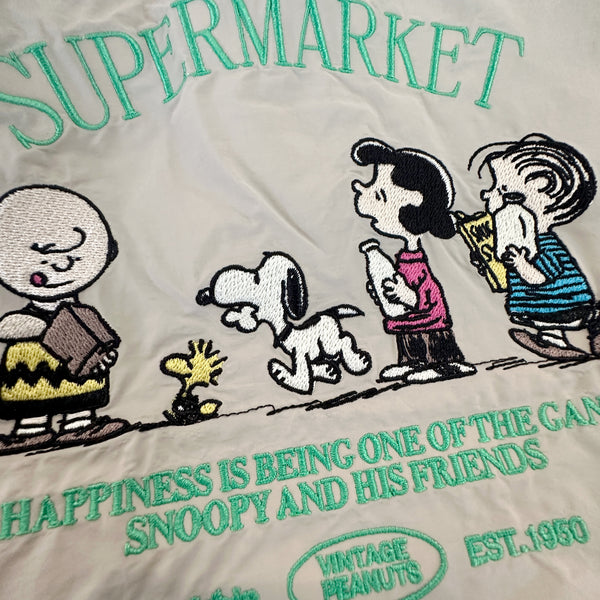 SUPERMARKET
HAPPINESS IS BEING ONE OF THE GAN
SNOOPY AND HIS FRIENDS
VINTAGE
PEANUTS
EST.1950